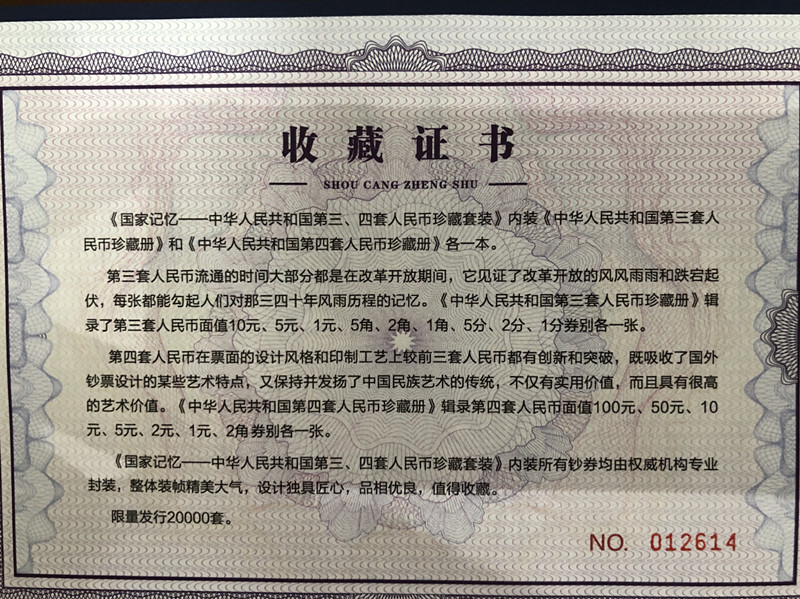 收藏证书
SHOU CANG ZHENG SHU
《国家记忆——中华人民共和国第三、四套人民币珍藏套装》内装《中华人民共和国第三套人
民币珍藏册》和《中华人民共和国第四套人民币珍藏册》各一本。
第三套人民币流通的时间大部分都是在改革开放期间，它见证了改革开放的风风雨雨和跌宕起
伏，每张都能勾起人们对那三四十年风雨历程的记忆。《中华人民共和国第三套人民币珍藏册》辑
录了第三套人民币面值10元、5元、1元、5角、2角、1角、5分、2分、1分券别各一张。
第四套人民币在票面的设计风格和印制工艺上较前三套人民币都有创新和突破，既吸收了国外
钞票设计的某些艺术特点，又保持并发扬了中国民族艺术的传统，不仅有实用价值，而且具有很高
的艺术价值。《中华人民共和国第四套人民币珍藏册》辑录第四套人民币面值100元、50元、10
元、5元、2元、1元、2角券别各一张。
《国家记忆——中华人民共和国第三、四套人民币珍藏套装》内装所有钞券均由权威机构专业
封装，整体装帧精美大气，设计独具匠心，品相优良，值得收藏。
限量发行20000套。
NO. 012614